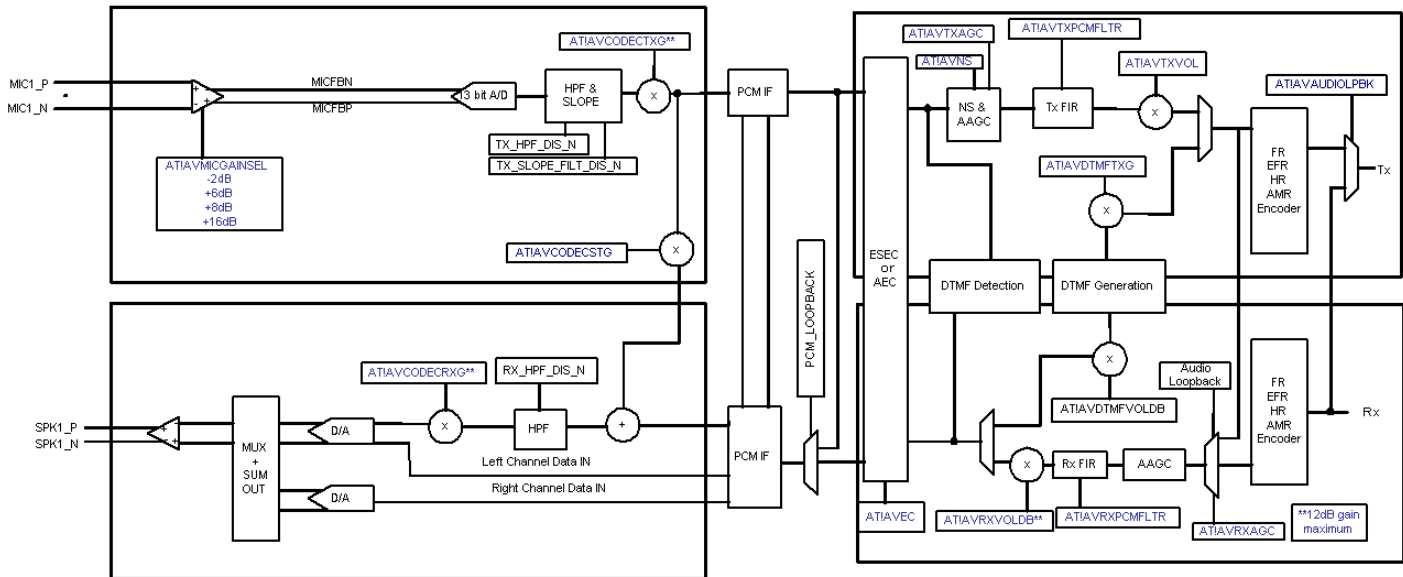 AT!AVCODECTXG**
MIC1_P
MIC1_N
+
-
+
MICFBN
MICFBP
13 bit A/D
HPF &
SLOPE
x
TX_HPF_DIS_N
TX_SLOPE_FILT_DIS_N
AT!AVMICGAINSEL
-2dB
+6dB
+8dB
+16dB
AT!AVCODECSTG
x
PCM IF
AT!AVTXAGC
AT!AVNS
AT!AVTXPCMFLTR
AT!AVTXVOL
AT!AVAUDIOLPBK
NS &
AAGC
Tx FIR
x
FR
EFR
HR
AMR
Encoder
Tx
AT!AVDTMFTXG
x
ESEC
or
AEC
DTMF Detection
DTMF Generation
PCM_LOOPBACK
AT!AVCODECRXG**
RX_HPF_DIS_N
SPK1_P
SPK1_N
-
+
MUX
+
SUM
OUT
D/A
x
HPF
+
Left Channel Data IN
Right Channel Data IN
D/A
PCM IF
x
AT!AVDTMFVOLDB
Audio
Loopback
FR
EFR
HR
AMR
Encoder
Rx
x
Rx FIR
AAGC
AT!AVEC
AT!AVRXVOLDB**
AT!AVRXPCMFLTR
AT!AVRXAGC
**12dB gain
maximum